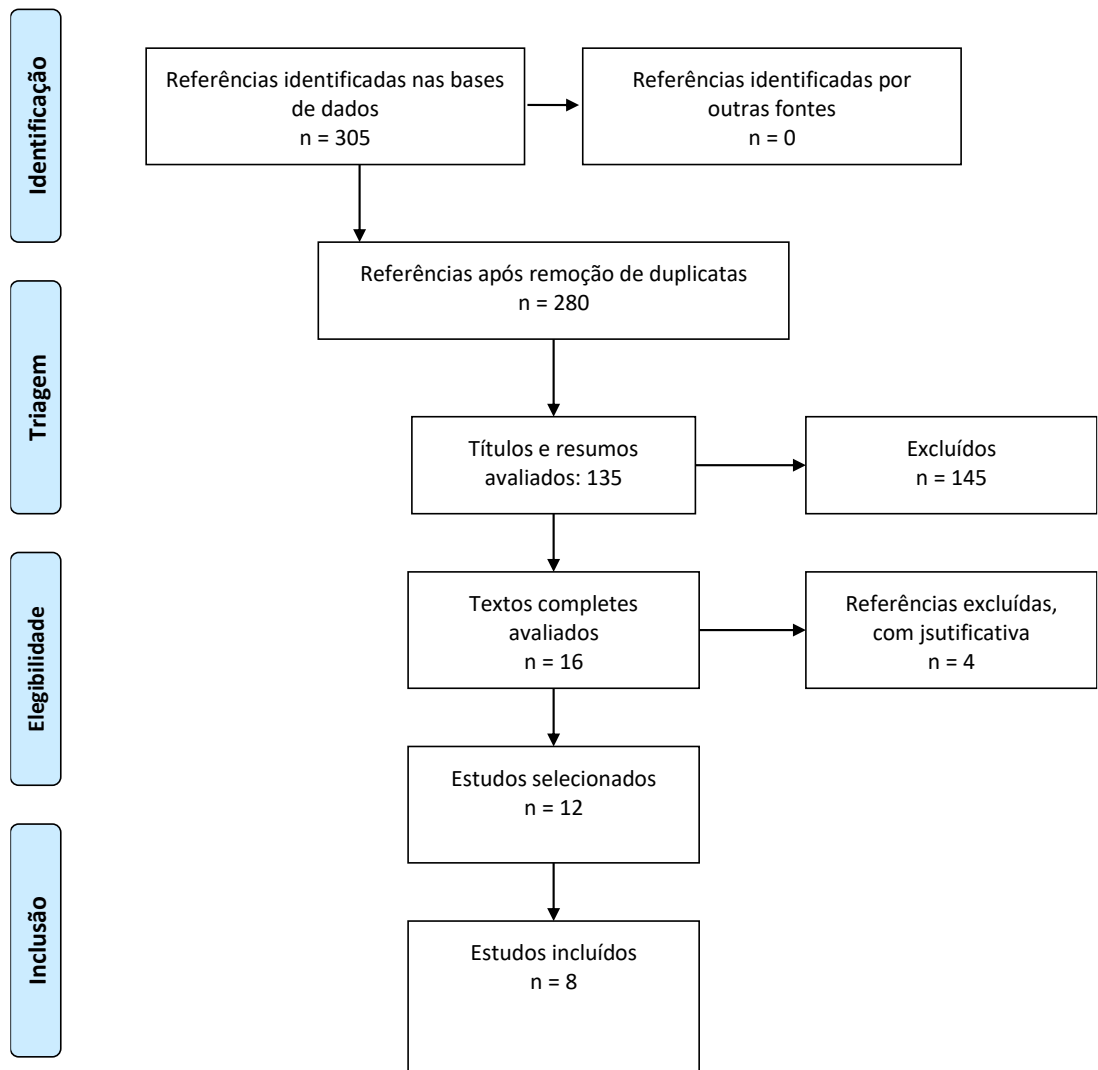 Identificação
Referências identificadas nas bases
de dados
n = 305
Referências identificadas por
outras fontes
n = 0
Triagem
Referências após remoção de duplicatas
n = 280
Títulos e resumos
avaliados: 135
Excluídos
n = 145
Elegibilidade
Textos completes
avaliados
n = 16
Referências excluídas,
com jsutificativa
n = 4
Estudos selecionados
n = 12
Inclusão
Estudos incluídos
n = 8